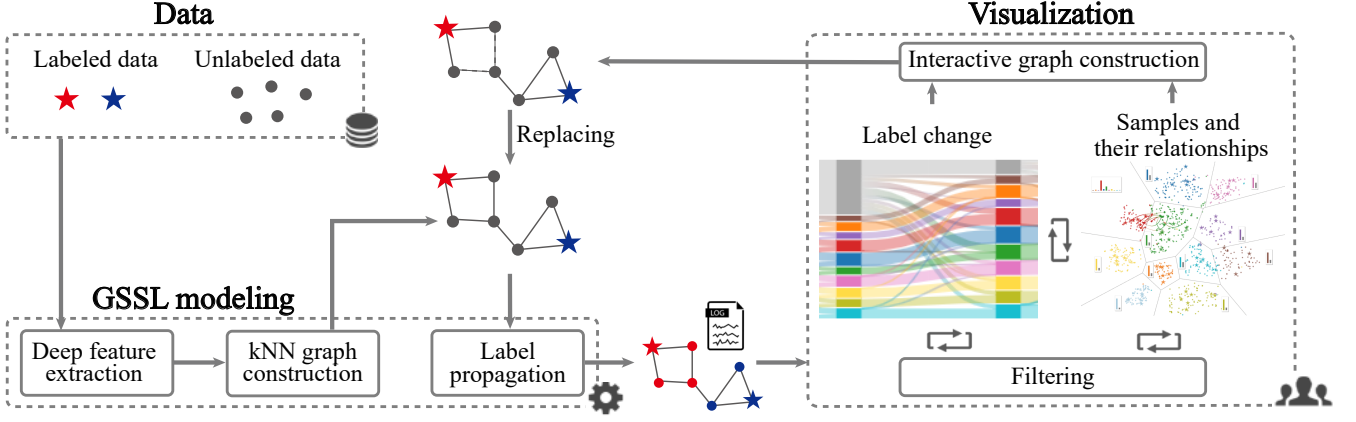 Data
Labeled data
Unlabeled data
Replacing
GSSL modeling
Deep feature
extraction
kNN graph
construction
Label
propagation
LOG
Visualization
Interactive graph construction
Label change
Samples and
their relationships
Filtering